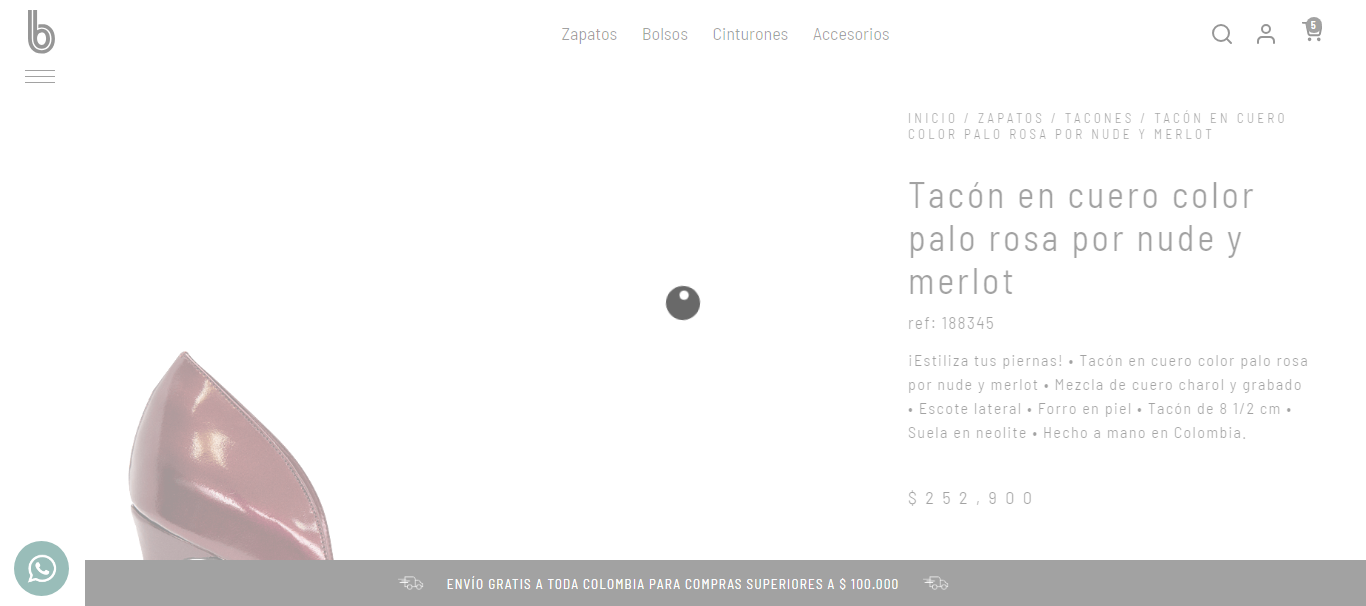 b
Zapatos Bolsos Cinturones Accesorios
5
INICIO / ZAPATOS / TACONES / TACÓN EN CUERO
COLOR PALO ROSA POR NUDE Y MERLOT
Tacón en cuero color
palo rosa por nude y
merlot
ref: 188345
¡Estiliza tus piernas! • Tacón en cuero color palo rosa
por nude y merlot • Mezcla de cuero charol y grabado
• Escote lateral • Forro en piel • Tacón de 8 1/2 cm •
Suela en neolite • Hecho a mano en Colombia.
$252,900
ENVÍO GRATIS A TODA COLOMBIA PARA COMPRAS SUPERIORES A $ 100.000